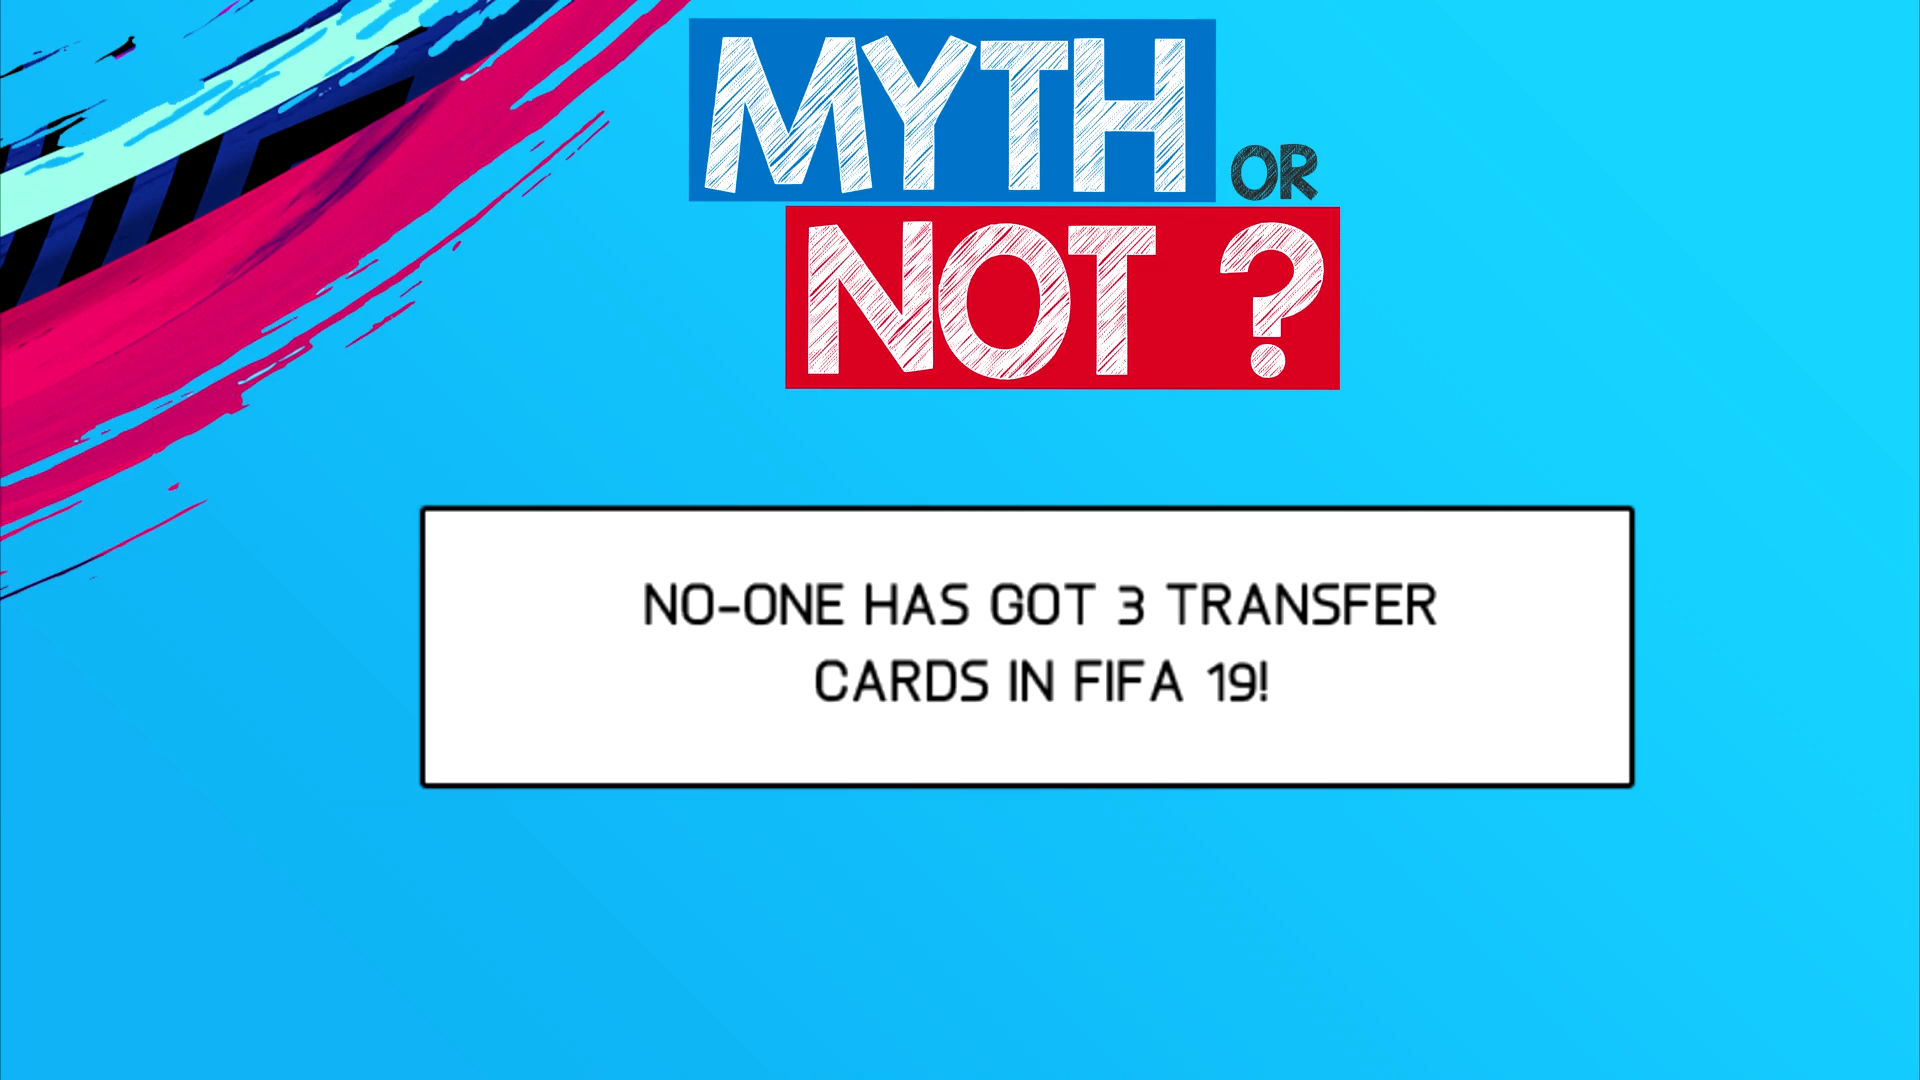 MYTH OR
NOT ?
NO-ONE HAS GOT 3 TRANSFER
CARDS IN FIFA 19!